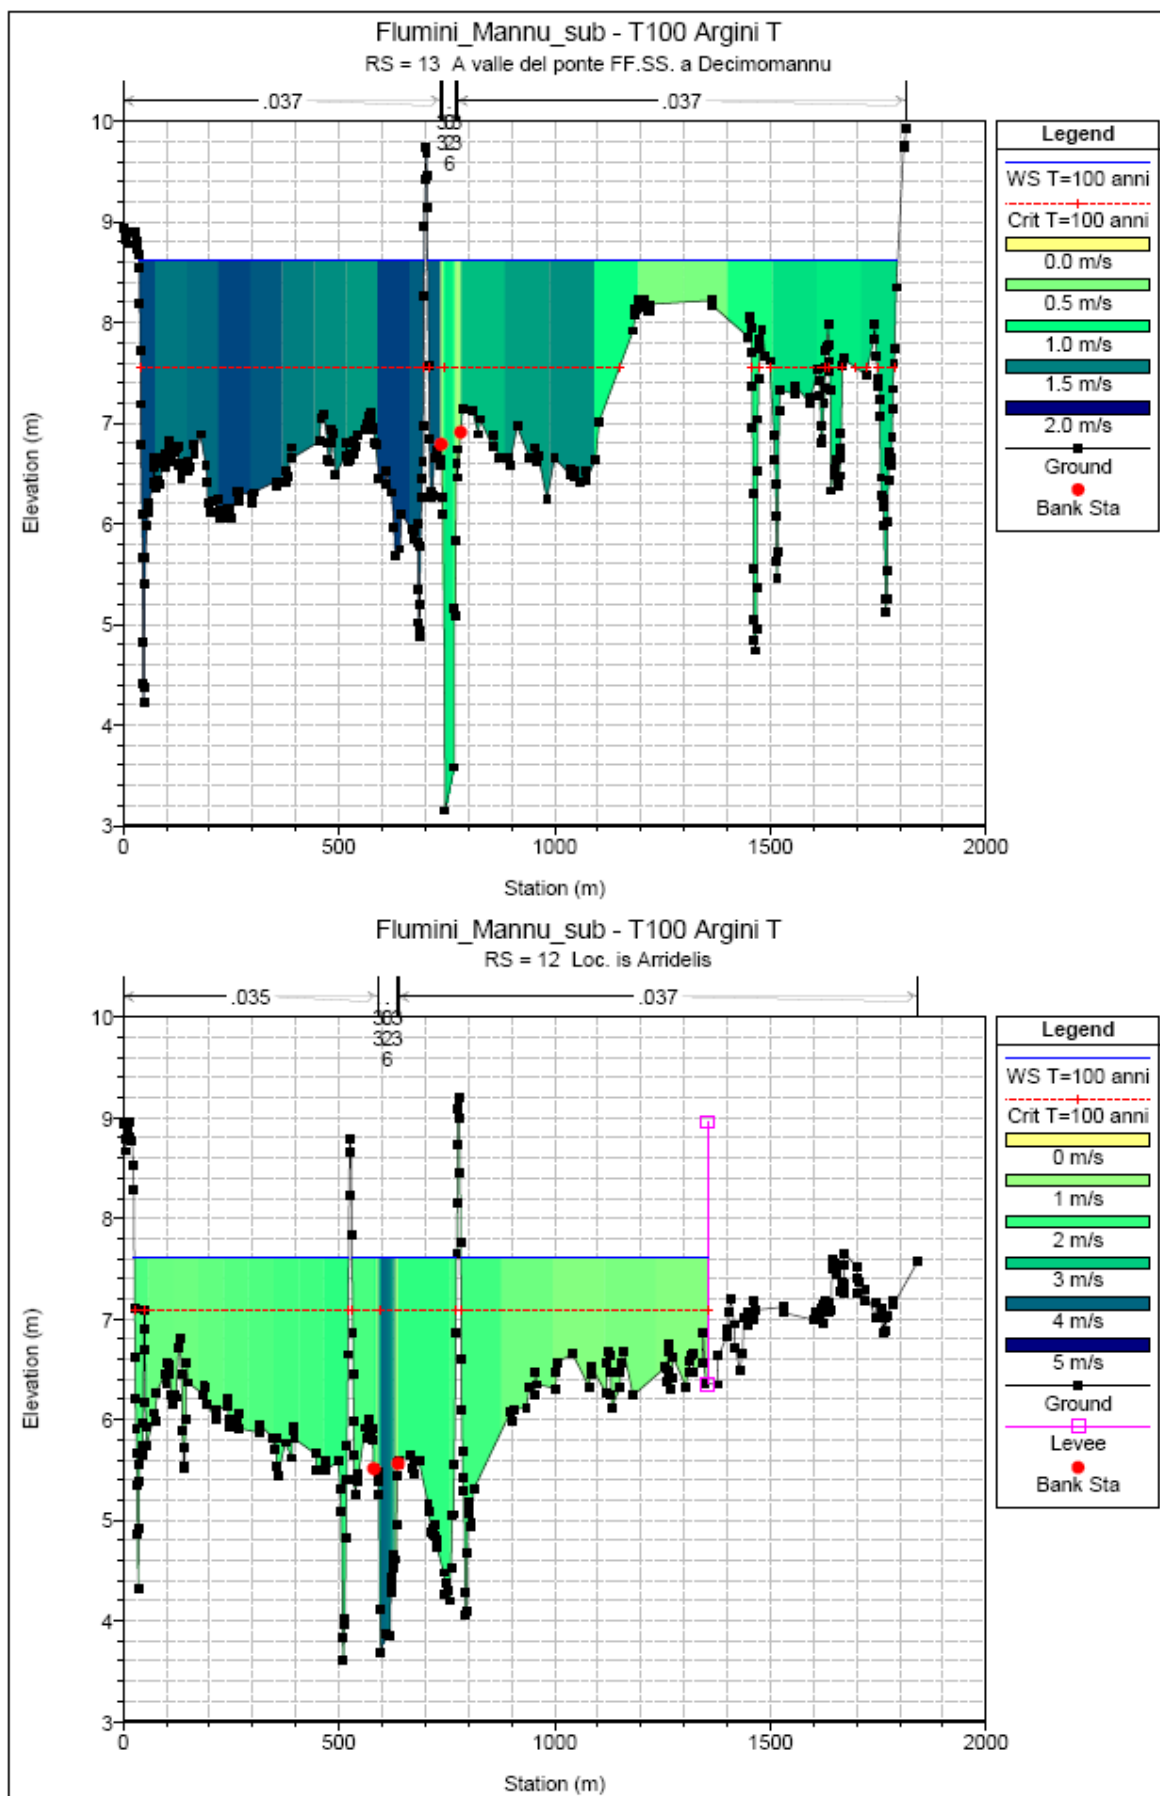 Flumini_Mannu_sub - T100 Argini T
RS = 13 A valle del ponte FF.SS. a Decimomannu
.037
.
.037
6
10
9
8
7
6
5
4
3
Elevation (m)
0
500
1000
1500
2000
Station (m)
Legend
WS T=100 anni
Crit T=100 anni
0.0 m/s
0.5 m/s
1.0 m/s
1.5 m/s
2.0 m/s
Ground
Bank Sta
Flumini_Mannu_sub - T100 Argini T
RS = 12 Loc. is Arridelis
.035
.
.037
6
10
9
8
7
6
5
4
3
Elevation (m)
0
500
1000
1500
2000
Station (m)
Legend
WS T=100 anni
Crit T=100 anni
0 m/s
1 m/s
2 m/s
3 m/s
4 m/s
5 m/s
Ground
Levee
Bank Sta